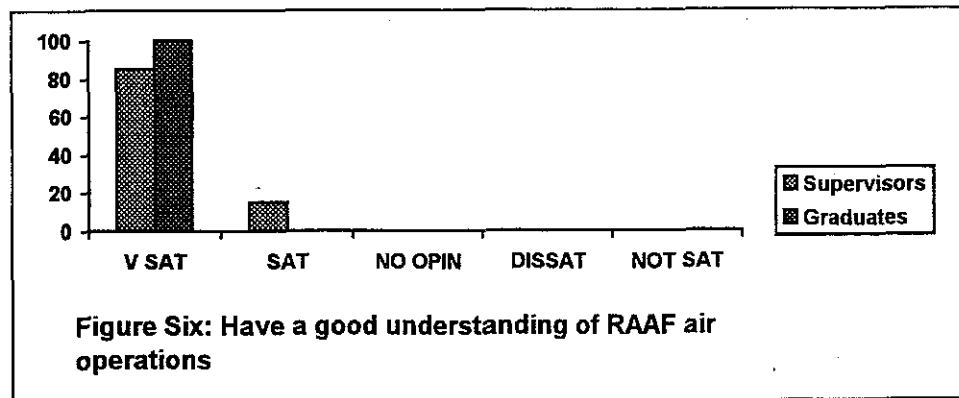 100
80
60
40
20
0
V SAT SAT NO OPIN DISSAT NOT SAT
Supervisors
Graduates
Figure Six: Have a good understanding of RAAF air
operations